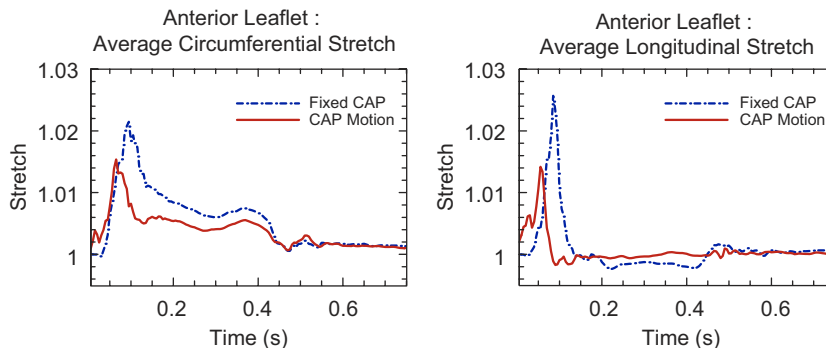 Anterior Leaflet :
Average Circumferential Stretch
1.03
1.02
1.01
1
Stretch
Fixed CAP
CAP Motion
0.2
0.4
0.6
Time (s)
Anterior Leaflet :
Average Longitudinal Stretch
1.03
1.02
1.01
1
Stretch
Fixed CAP
CAP Motion
0.2
0.4
0.6
Time (s)